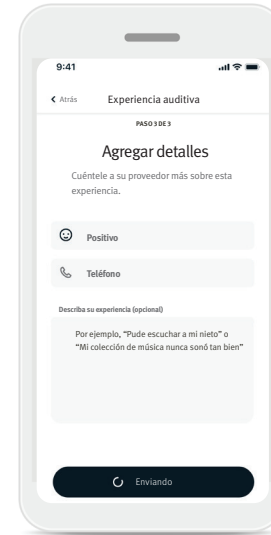 9:41
Atrás Experiencia auditiva
PASO 3 DE 3
Agregar detalles
Cuéntele a su proveedor más sobre esta
experiencia.
Positivo
Teléfono
Describa su experiencia (opcional)
Por ejemplo, “Pude escuchar a mi nieto” o
“Mi colección de música nunca sonó tan bien”
Enviando